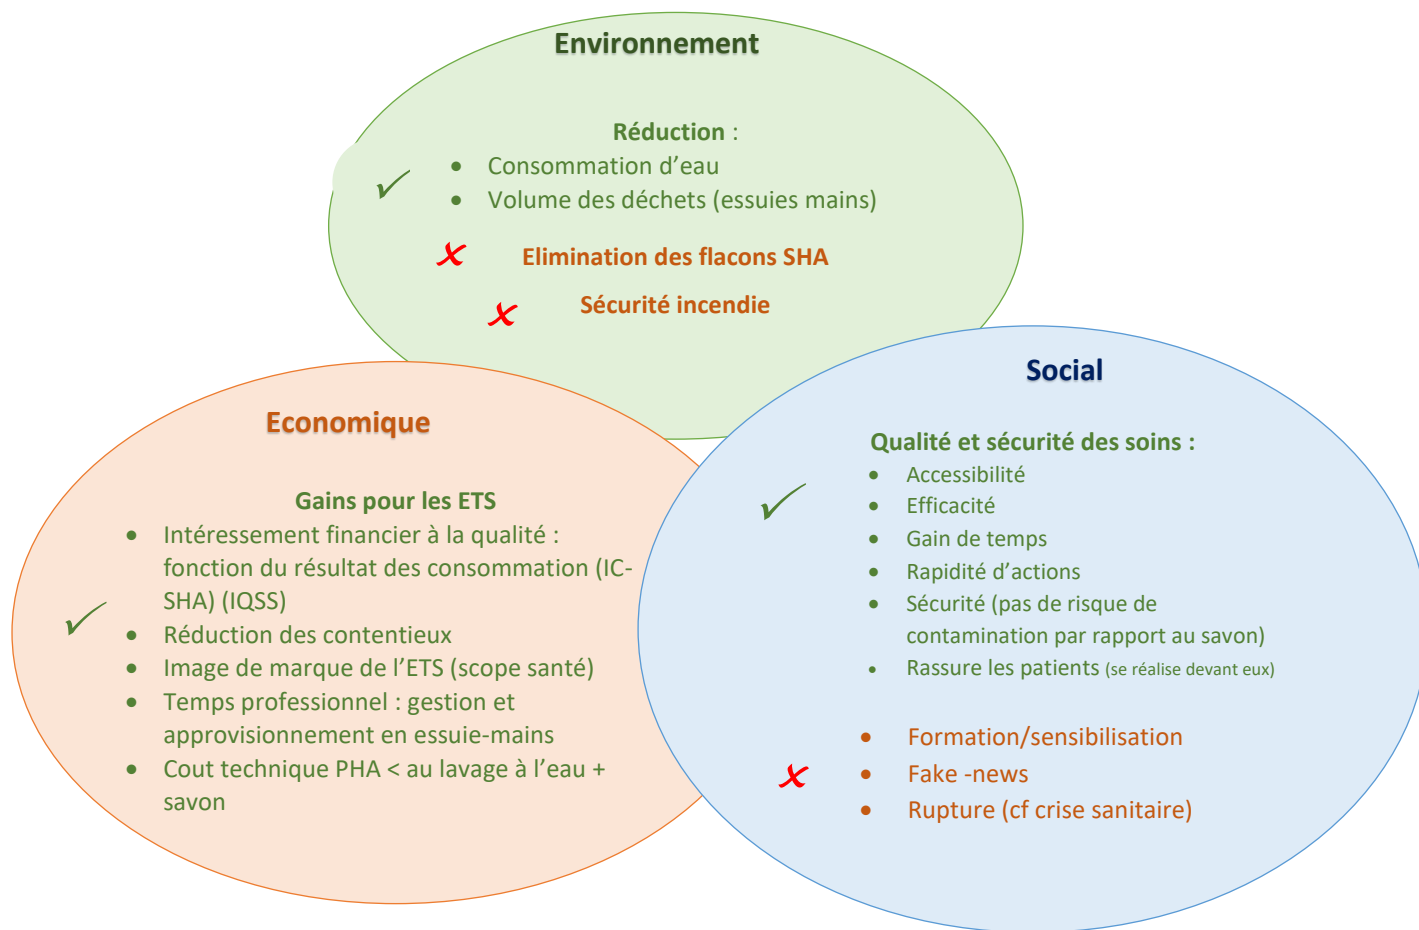 Environnement
Réduction :
• Consommation d’eau
• Volume des déchets (essuies mains)
Elimination des flacons SHA
Sécurité incendie
Economique
Gains pour les ETS
• Intéressement financier à la qualité :
fonction du résultat des consommation (IC-
SHA) (IQSS)
• Réduction des contentieux
• Image de marque de l’ETS (scope santé)
• Temps professionnel : gestion et
approvisionnement en essuie-mains
• Cout technique PHA < au lavage à l’eau +
savon
Social
Qualité et sécurité des soins :
• Accessibilité
• Efficacité
• Gain de temps
• Rapidité d’actions
• Sécurité (pas de risque de
contamination par rapport au savon)
• Rassure les patients (se réalise devant eux)
• Formation/sensibilisation
• Fake -news
• Rupture (cf crise sanitaire)